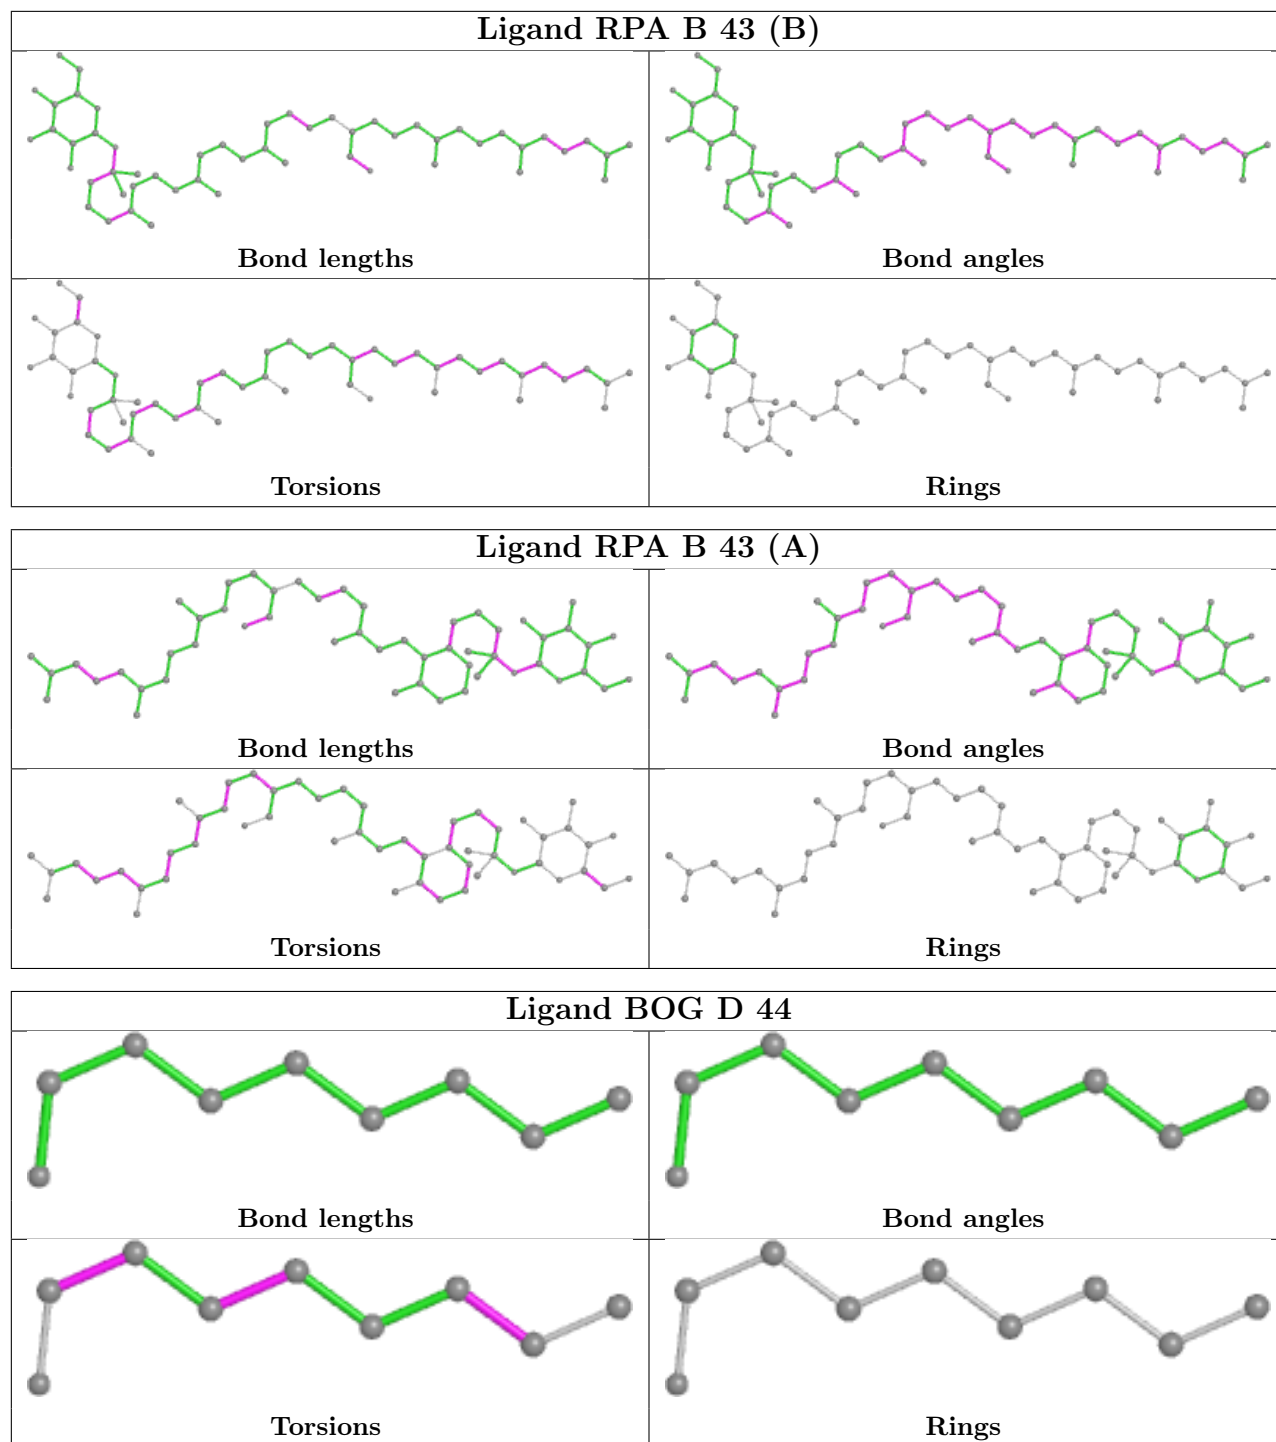 Ligand RPA B 43 (B)
Bond lengths
Bond angles
Torsions
Rings
Ligand RPA B 43 (A)
Bond lengths
Bond angles
Torsions
Rings
Ligand BOG D 44
Bond lengths
Bond angles
Torsions
Rings